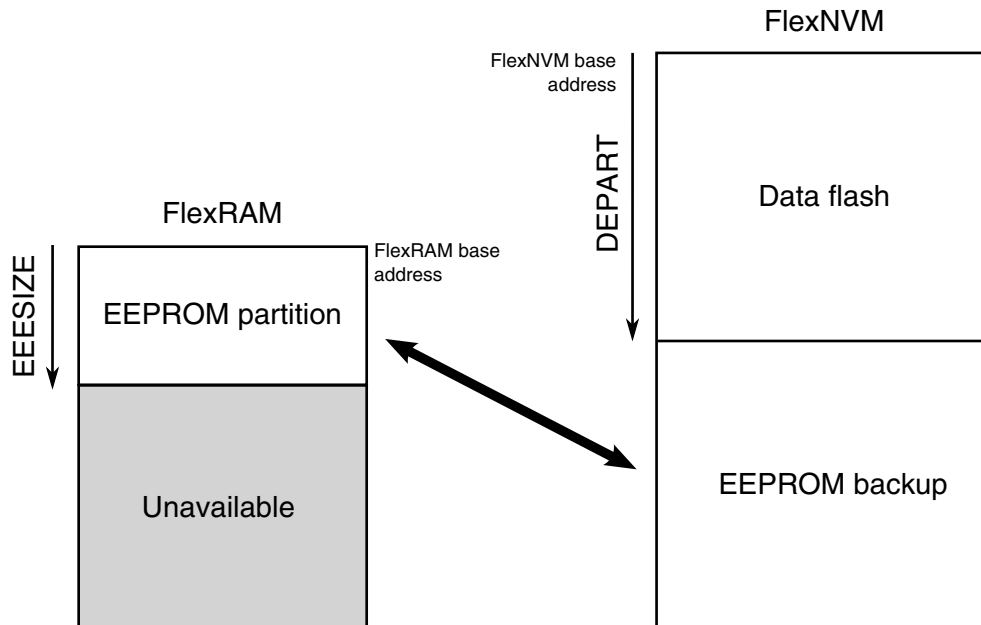 FlexNVM
FlexNVM base
address
DEPART
Data flash
FlexRAM
FlexRAM base
address
EEESIZE
EEPROM partition
Unavailable
EEPROM backup